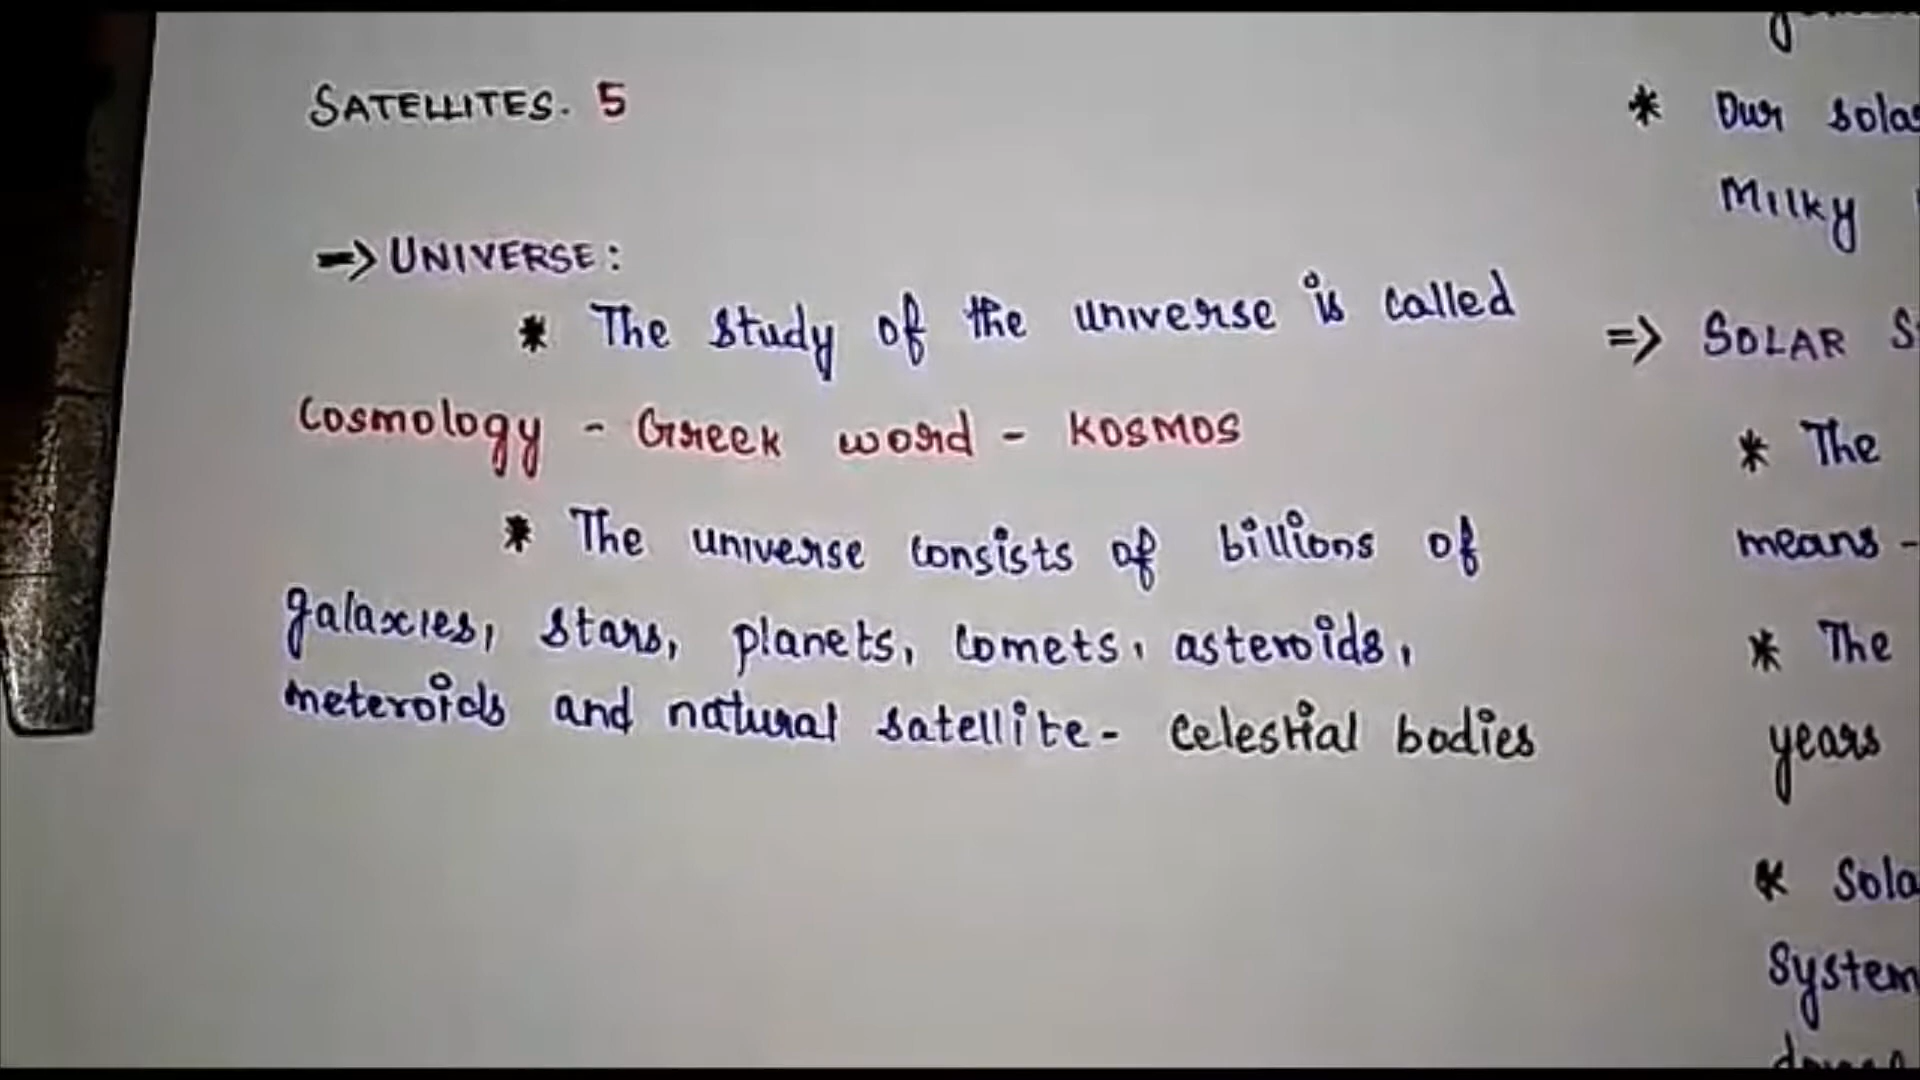 SATELLITES. 5
=> UNIVERSE:
* The study of the universe is called
Cosmology - Greek word - KOSMOS
* The universe consists of billions of
galaxies, stars, planets, comets, asteroids,
meteroids and natural satellite - Celestial bodies
* Our
Milky
=> SOLAR
* The
means -
* The
years
*
System